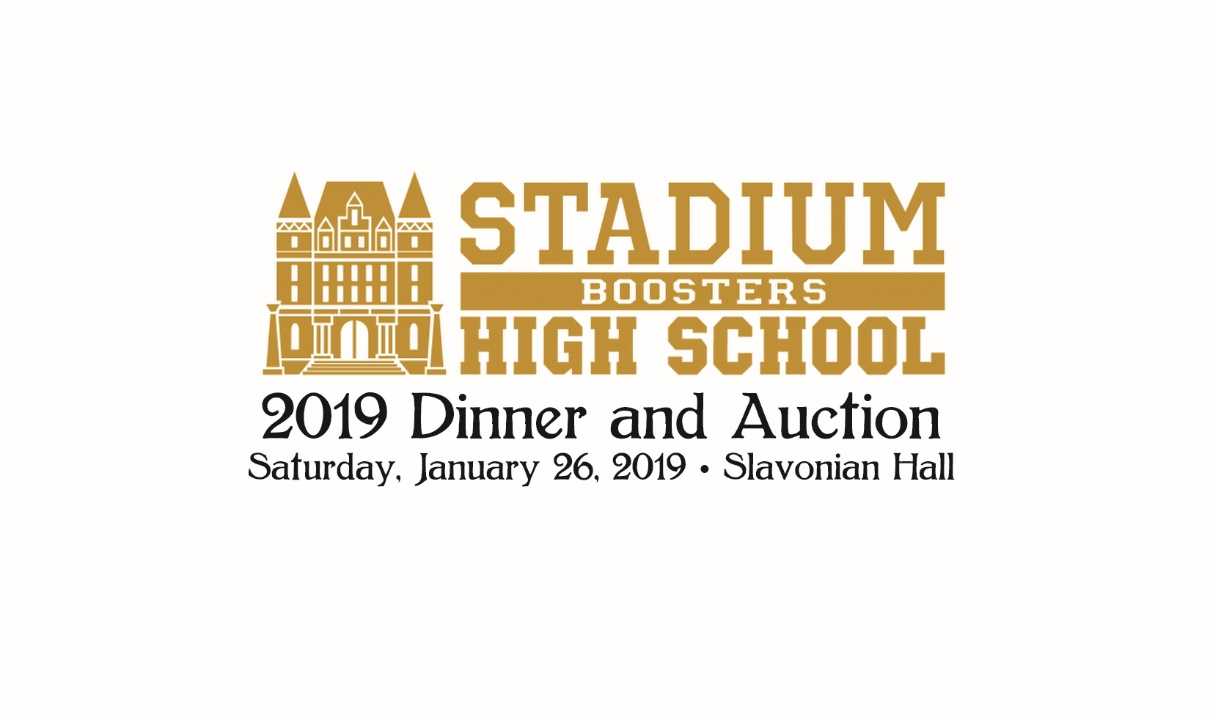 STADIUM
BOOSTERS
HIGH SCHOOL
2019 Dinner and Auction
Saturday, January 26, 2019 • Slavonian Hall